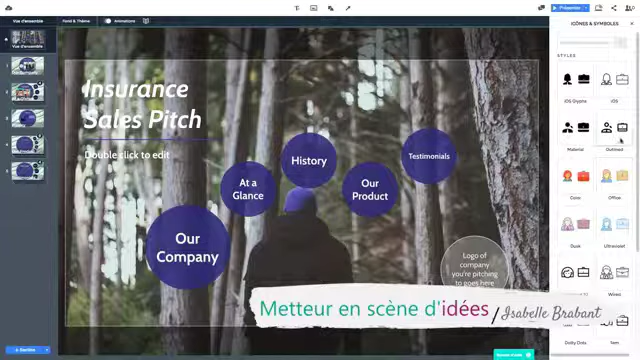 Vue d'ensemble
Fond & Thème
Animations
Présenter
ICÔNES & SYMBOLES
Vue d'ensemble
STYLES
Insurance
Sales Pitch
Double click to edit
Our
Company
At a
Glance
History
Our
Product
Testimonials
Logo of
company
you're pitching
to goes here
iOS Glyphs
iOS
Material
Outlined
Color
Office
Dusk
Ultraviolet
Wired
Dotty Dots
Metteur en scène d'idées / Isabelle Brabant